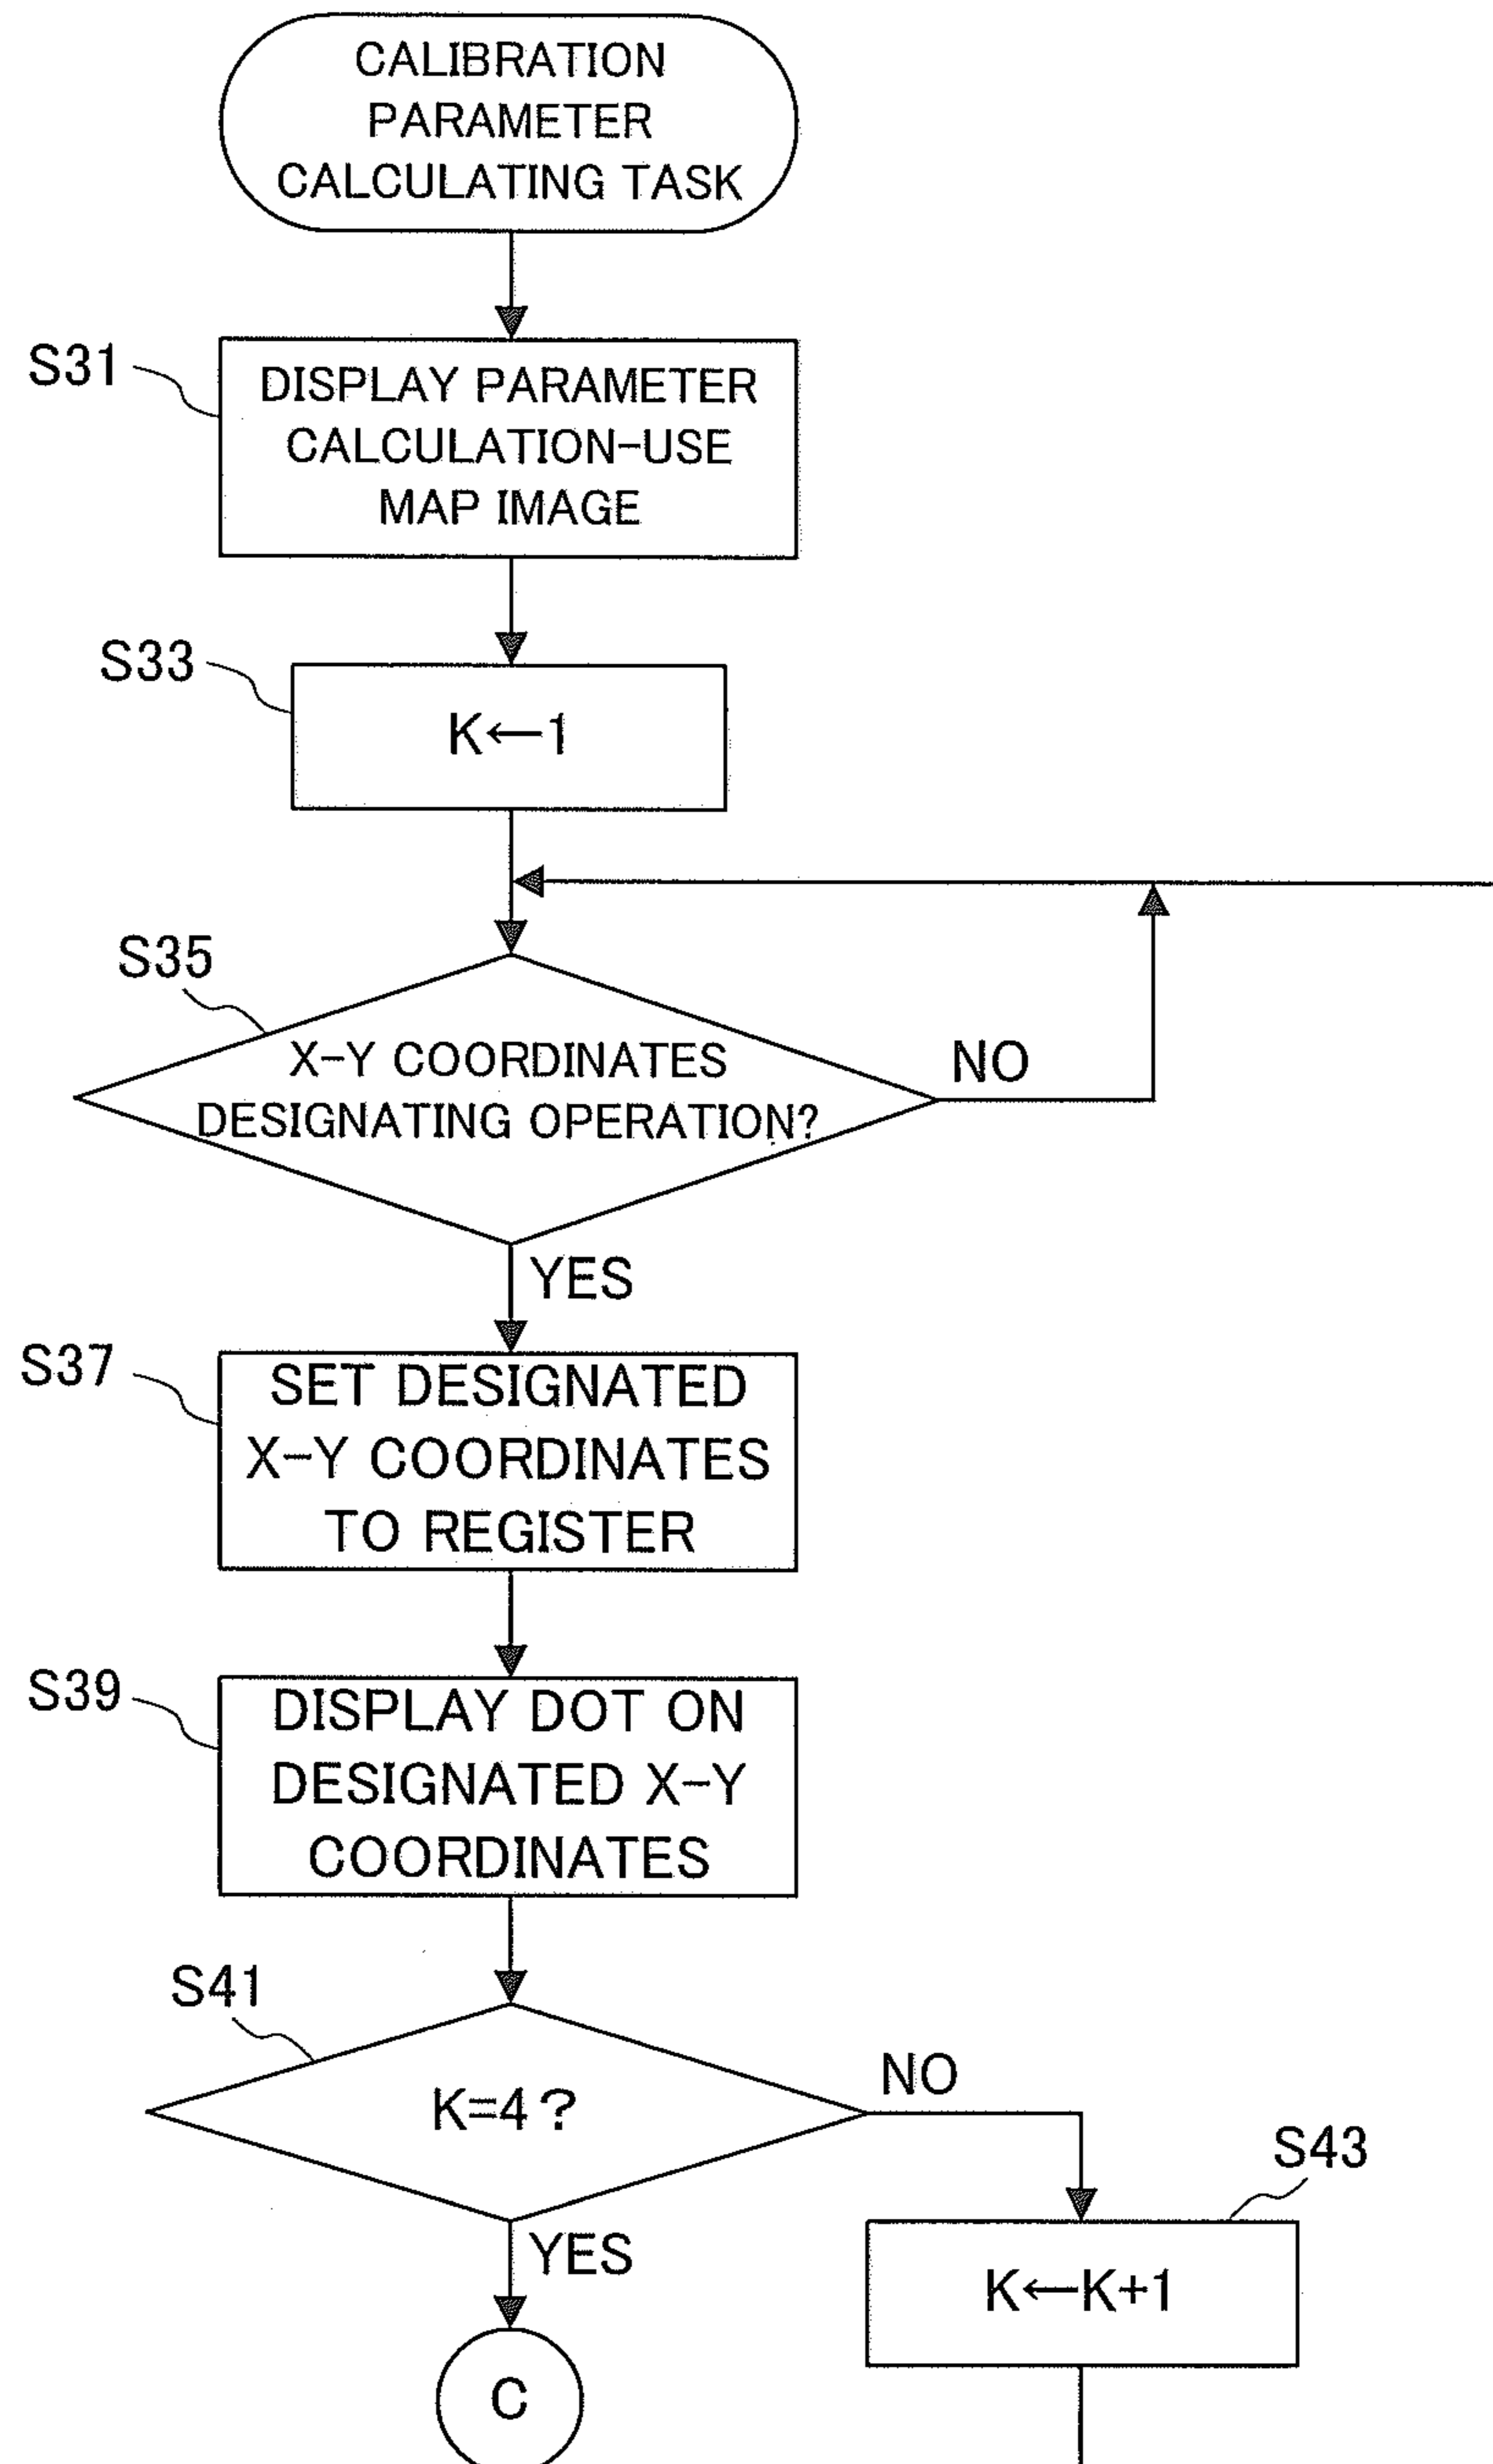 CALIBRATION
PARAMETER
CALCULATING TASK
S31
DISPLAY PARAMETER
CALCULATION-USE
MAP IMAGE
S33
K←1
S35
X-Y COORDINATES
DESIGNATING OPERATION?
NO
YES
S37
SET DESIGNATED
X-Y COORDINATES
TO REGISTER
S39
DISPLAY DOT ON
DESIGNATED X-Y
COORDINATES
S41
K=4?
NO
S43
YES
K←K+1
C